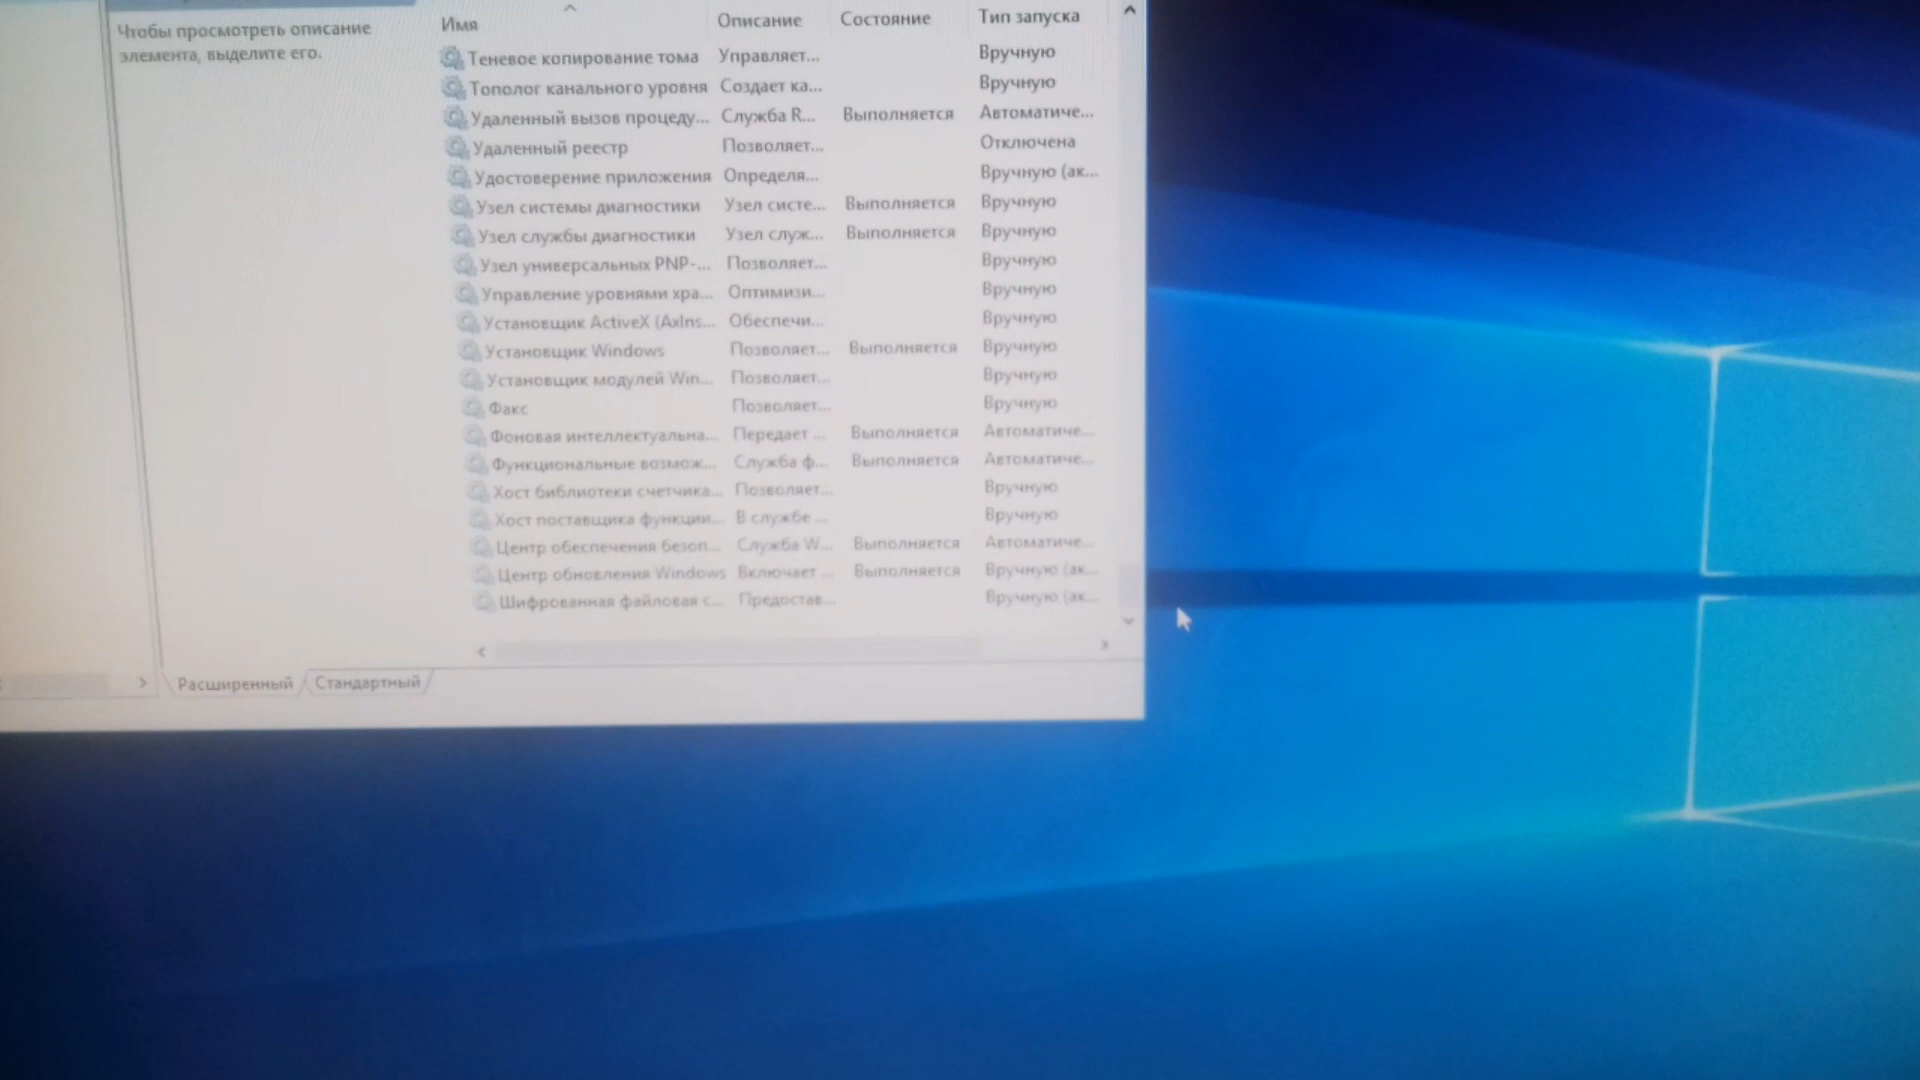 Чтобы просмотреть описание
элемента, выделите его.
Имя Описание Состояние Тип запуска
Теневое копирование тома Управляет... Вручную
Тополог канального уровня Создает ка... Вручную
Удаленный вызов процеду... Служба R... Выполняется Автоматиче...
Удаленный реестр Позволяет... Отключена
Удостоверение приложения Определя... Вручную (ак...
Узел системы диагностики Узел систе... Выполняется Вручную
Узел службы диагностики Узел служ... Выполняется Вручную
Узел универсальных PNP-... Позволяет... Вручную
Управление уровнями хра... Оптимизи... Вручную
Установщик ActiveX (AxIns... Обеспечи... Вручную
Установщик Windows Позволяет... Выполняется Вручную
Установщик модулей Win... Позволяет... Вручную
Факс Позволяет... Вручную
Фоновая интеллектуальна... Передает ... Выполняется Автоматиче...
Функциональные возмож... Служба ф... Выполняется Автоматиче...
Хост библиотеки счетчика... Позволяет... Вручную
Хост поставщика функции... В службе ... Вручную
Центр обеспечения безоп... Служба W... Выполняется Автоматиче...
Центр обновления Windows Включает ... Выполняется Вручную (ак...
Шифрованная файловая с... Предостав... Вручную (ак...
Расширенный Стандартный